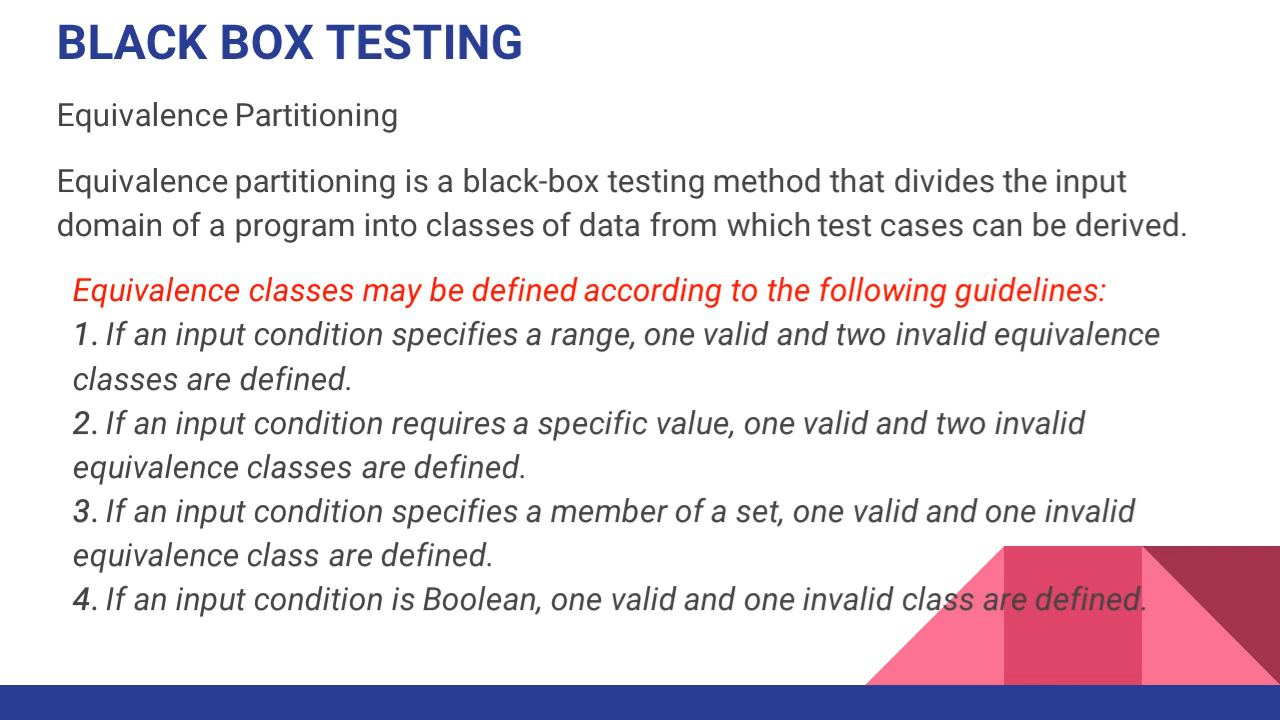 BLACK BOX TESTING
Equivalence Partitioning
Equivalence partitioning is a black-box testing method that divides the input
domain of a program into classes of data from which test cases can be derived.
Equivalence classes may be defined according to the following guidelines:
1. If an input condition specifies a range, one valid and two invalid equivalence
classes are defined.
2. If an input condition requires a specific value, one valid and two invalid
equivalence classes are defined.
3. If an input condition specifies a member of a set, one valid and one invalid
equivalence class are defined.
4. If an input condition is Boolean, one valid and one invalid class are defined.